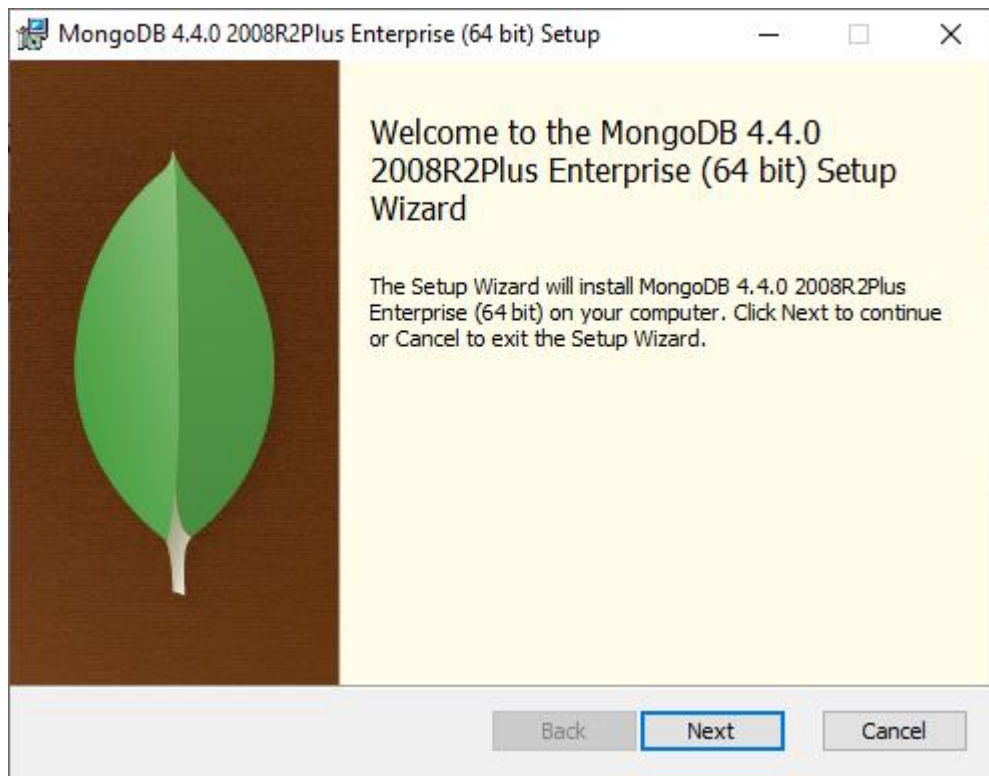 MongoDB 4.4.0 2008R2Plus Enterprise (64 bit) Setup
Welcome to the MongoDB 4.4.0
2008R2Plus Enterprise (64 bit) Setup
Wizard
The Setup Wizard will install MongoDB 4.4.0 2008R2Plus
Enterprise (64 bit) on your computer. Click Next to continue
or Cancel to exit the Setup Wizard.
Back
Next
Cancel